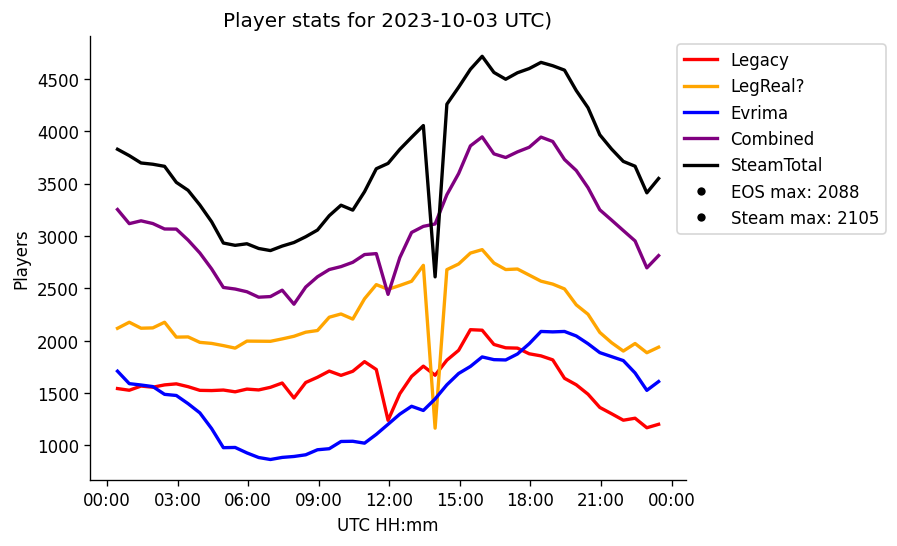 Player stats for 2023-10-03 UTC)
Legacy
LegReal?
Evrima
Combined
SteamTotal
EOS max: 2088
Steam max: 2105
Players
4500
4000
3500
3000
2500
2000
1500
1000
00:00 03:00 06:00 09:00 12:00 15:00 18:00 21:00 00:00
UTC HH:mm